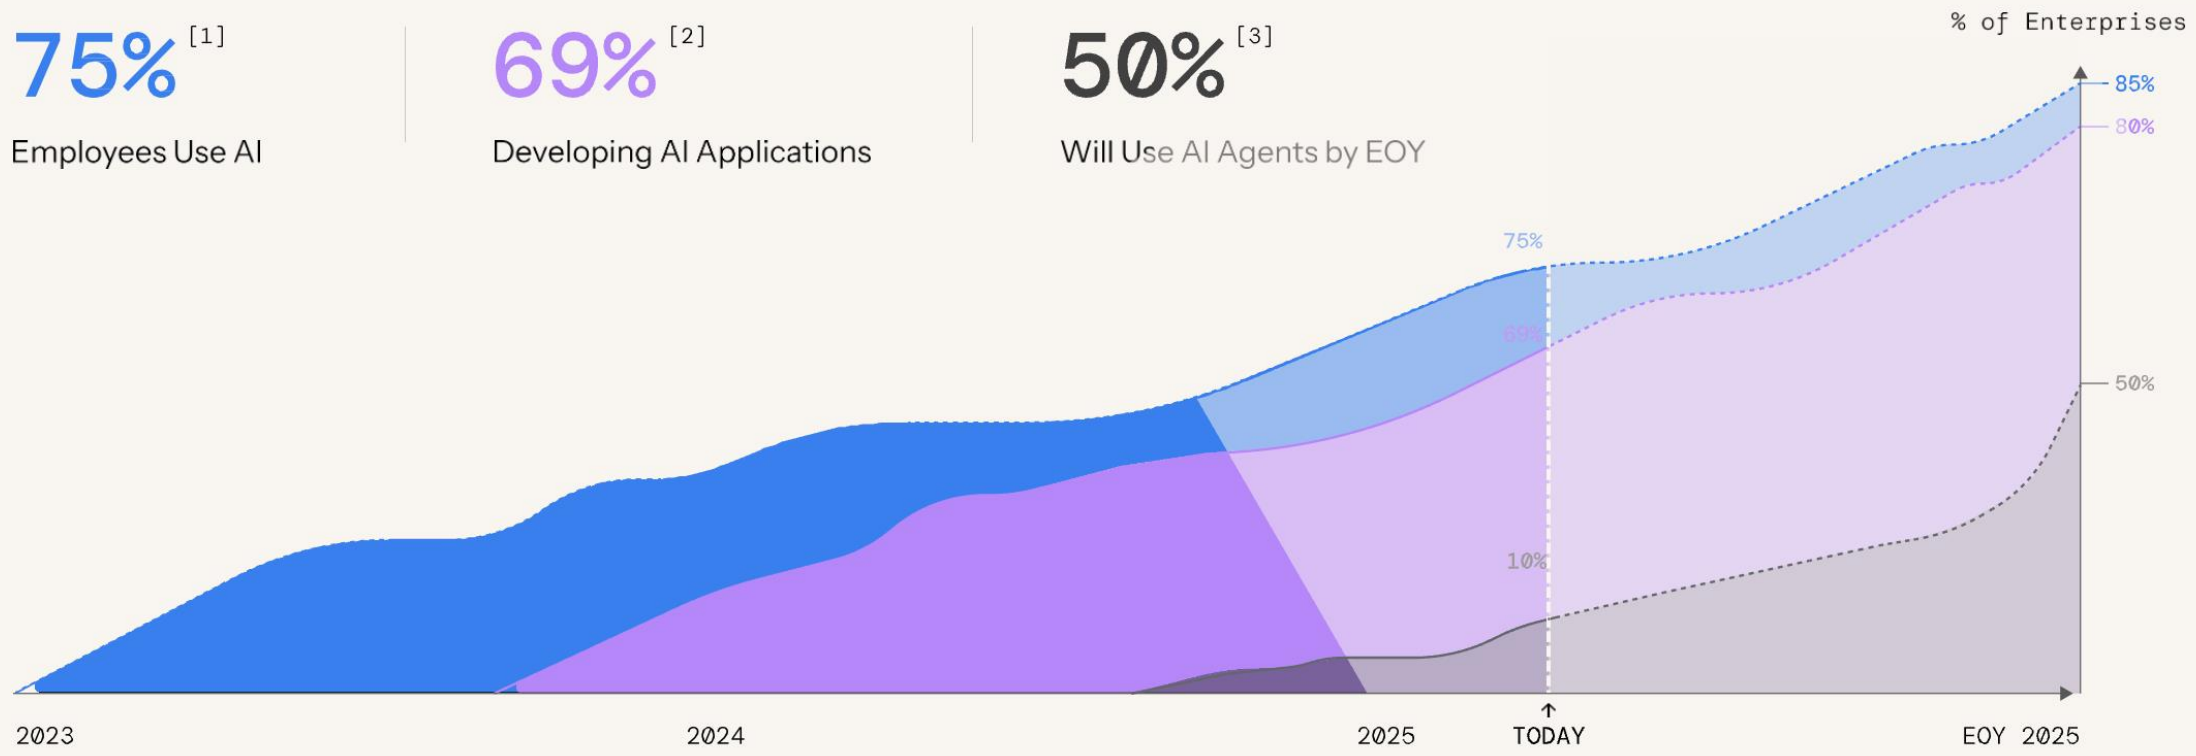 75% [1]
Employees Use AI
69% [2]
Developing AI Applications
50% [3]
Will Use AI Agents by EOY
% of Enterprises
85%
80%
50%
75%
69%
10%
2023
2024
2025
TODAY
EOY 2025